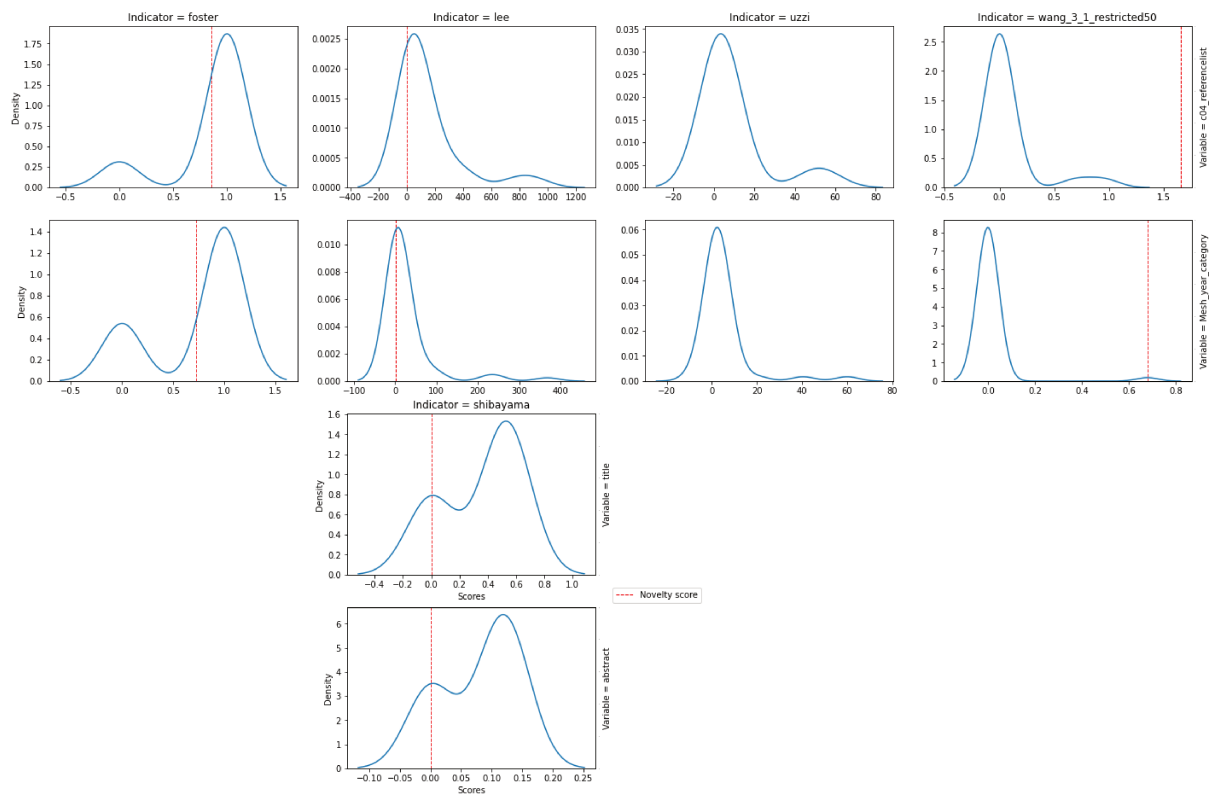 Indicator = foster
Indicator = lee
Indicator = uzzi
Indicator = wang_3_1_restricted50
Density
1.75
1.50
1.25
1.00
0.75
0.50
0.25
0.00
−0.5 0.0 0.5 1.0 1.5
0.0025
0.0020
0.0015
0.0010
0.0005
0.0000
−400 −200 0 200 400 600 800 1000 1200
0.035
0.030
0.025
0.020
0.015
0.010
0.005
0.000
−20 0 20 40 60 80
2.5
2.0
1.5
1.0
0.5
0.0
−0.5 0.0 0.5 1.0 1.5
Variable = c04_referencelist
Density
1.4
1.2
1.0
0.8
0.6
0.4
0.2
0.0
−0.5 0.0 0.5 1.0 1.5
0.010
0.008
0.006
0.004
0.002
0.000
−100 0 100 200 300 400
0.06
0.05
0.04
0.03
0.02
0.01
0.00
−20 0 20 40 60 80
8
7
6
5
4
3
2
1
0
0.0 0.2 0.4 0.6 0.8
Variable = Mesh_year_category
Indicator = shibayama
Density
1.6
1.4
1.2
1.0
0.8
0.6
0.4
0.2
0.0
−0.4 −0.2 0.0 0.2 0.4 0.6 0.8 1.0
Scores
Variable = title
Novelty score
Density
6
5
4
3
2
1
0
−0.10 −0.05 0.00 0.05 0.10 0.15 0.20 0.25
Scores
Variable = abstract